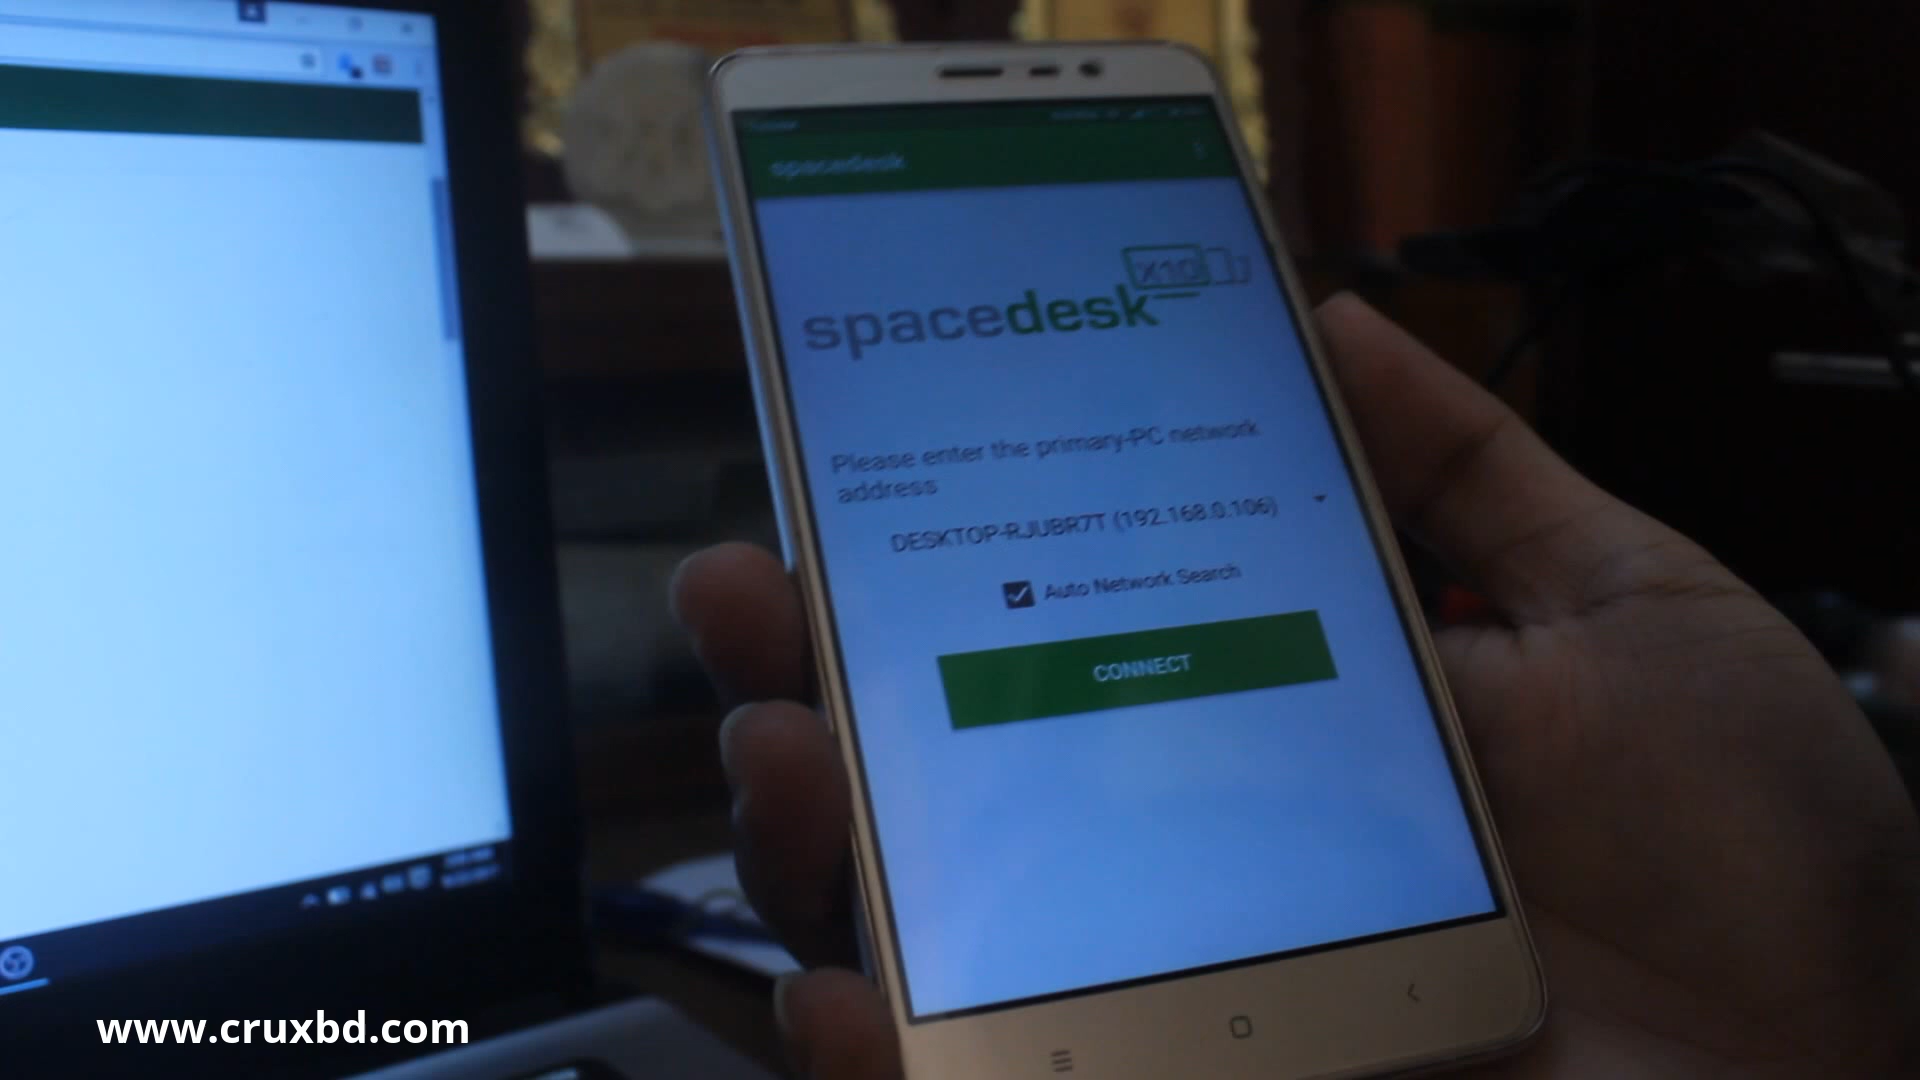 spacedesk
X10
spacedesk
Please enter the primary-PC network
address
DESKTOP-RJUBR7T (192.168.0.106)
Auto Network Search
CONNECT
www.cruxbd.com